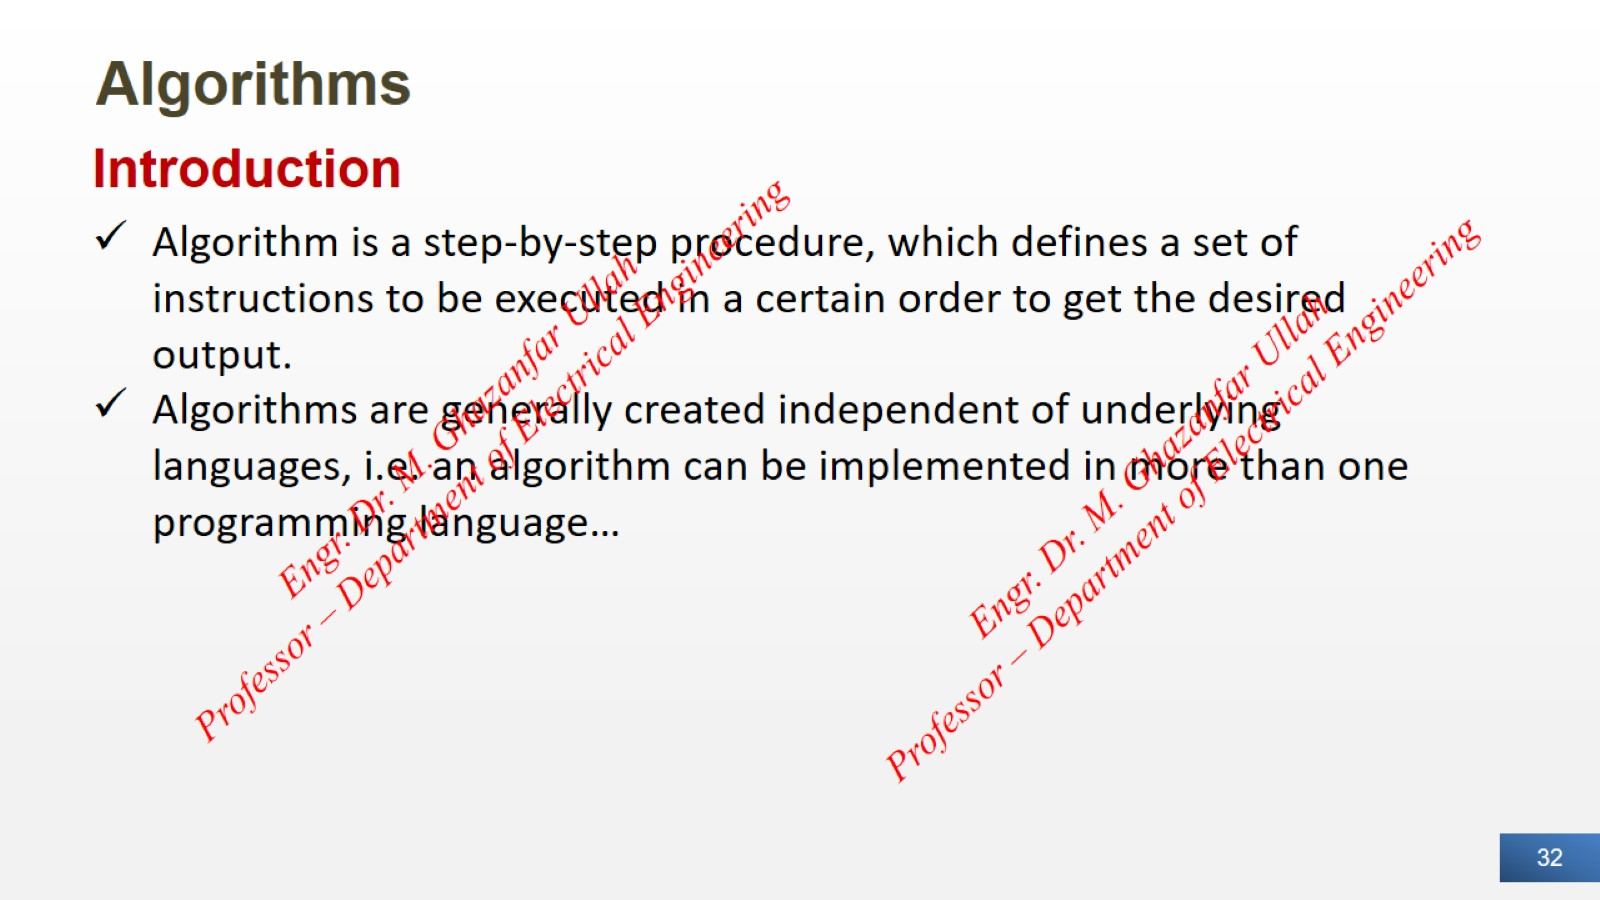 Algorithms
Introduction
✓ Algorithm is a step-by-step procedure, which defines a set of
instructions to be executed in a certain order to get the desired
output.
✓ Algorithms are generally created independent of underlying
languages, i.e. an algorithm can be implemented in more than one
programming language…
Engr. Dr. M. Ghazanfar Ullah
Professor – Department of Electrical Engineering
Engr. Dr. M. Ghazanfar Ullah
Professor – Department of Electrical Engineering
32